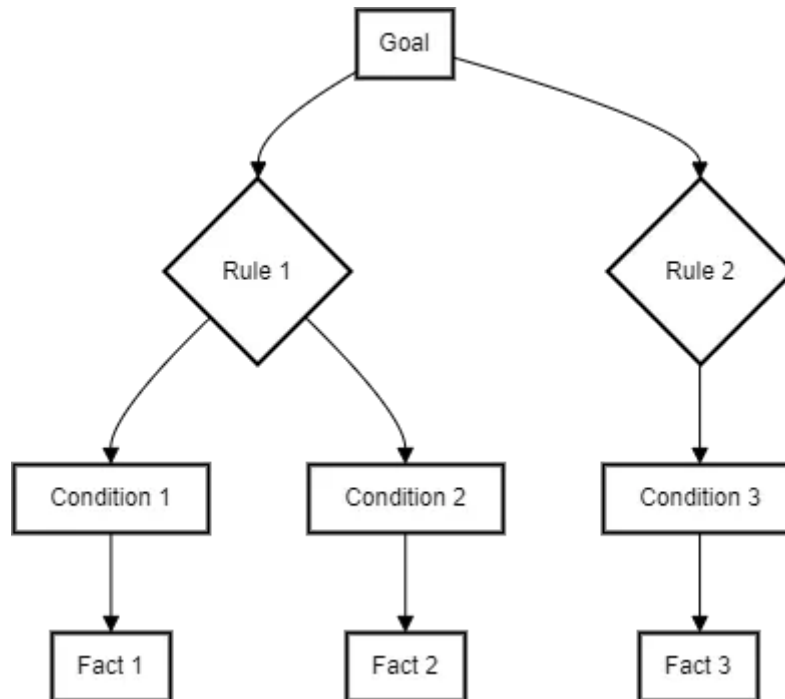 Goal
Rule 1
Rule 2
Condition 1
Condition 2
Condition 3
Fact 1
Fact 2
Fact 3